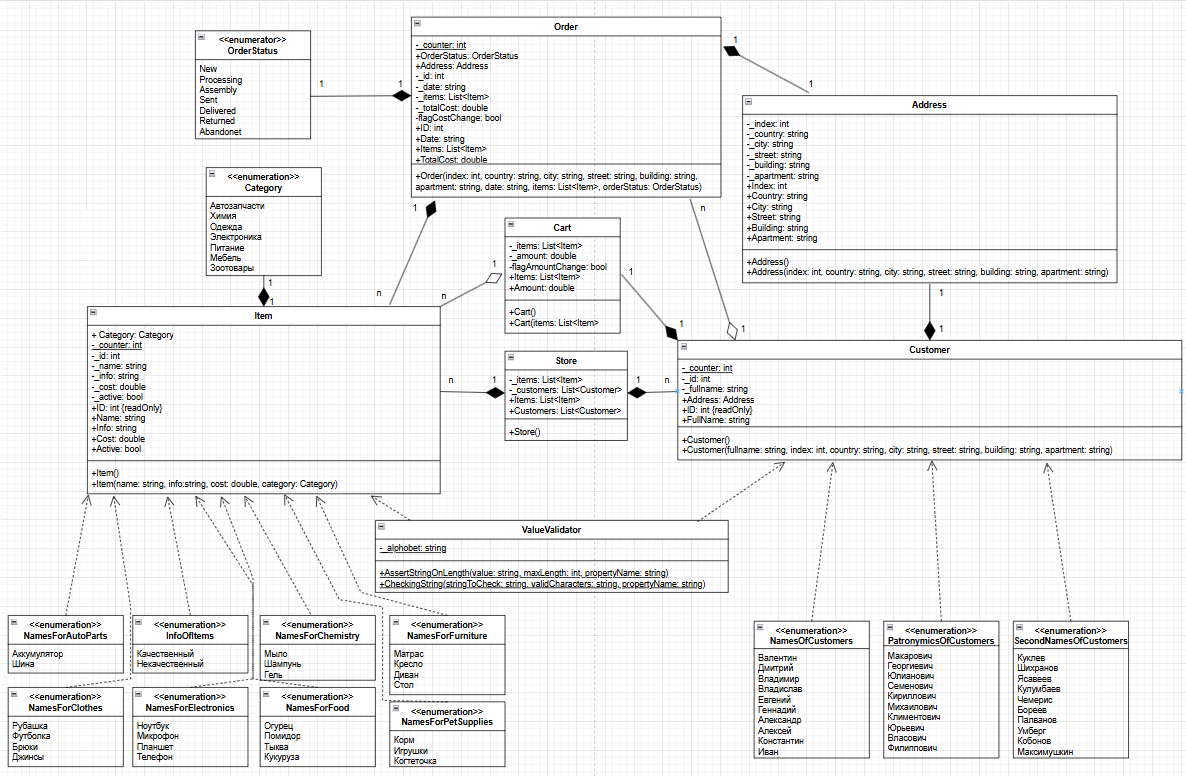 <<enumerator>>
OrderStatus
New
Processing
Assembly
Sent
Delivered
Returned
Abandonet
1
1
Order
-_counter: int
+OrderStatus: OrderStatus
+Address: Address
-_id: int
-_date: string
-_items: List<Item>
-_totalCost: double
-flagCostChange: bool
+ID: int
+Date: string
+Items: List<Item>
+TotalCost: double
+Order(index: int, country: string, city: string, street: string, building: string,
apartment: string, date: string, items: List<Item>, orderStatus: OrderStatus)
1
1
Address
-_index: int
-_country: string
-_city: string
-_street: string
-_building: string
-_apartment: string
+Index: int
+Country: string
+City: string
+Street: string
+Building: string
+Apartment: string
+Address()
+Address(index: int, country: string, city: string, street: string, building: string, apartment: string)
<<enumeration>>
Category
Автозапчасти
Химия
Одежда
Электроника
Питание
Мебель
Зоотовары
1
1
1
n
n
1
Cart
-_items: List<Item>
-_amount: double
-flagAmountChange: bool
+Items: List<Item>
+Amount: double
+Cart()
+Cart(items: List<Item>
1
1
n
1
1
1
Item
+ Category: Category
-_counter: int
-_id: int
-_name: string
-_info: string
-_cost: double
-_active: bool
+ID: int {readOnly}
+Name: string
+Info: string
+Cost: double
+Active: bool
+Item()
+Item(name: string, info:string, cost: double, category: Category)
n
1
Store
-_items: List<Item>
-_customers: List<Customer>
+Items: List<Item>
+Customers: List<Customer>
+Store()
1
n
Customer
-_counter: int
-_id: int
-_fullname: string
+Address: Address
+ID: int {readOnly}
+FullName: string
+Customer()
+Customer(fullname: string, index: int, country: string, city: string, street: string, building: string, apartment: string)
ValueValidator
-_alphobet: string
+AssertStringOnLength(value: string, maxLength: int, propertyName: string)
+CheckingString(stringToCheck: string, validCharacters: string, propertyName: string)
<<enumeration>>
NamesForAutoParts
Аккумулятор
Шина
<<enumeration>>
InfoOfItems
Качественный
Некачественный
<<enumeration>>
NamesForChemistry
Мыло
Шампунь
Гель
<<enumeration>>
NamesForFurniture
Матрас
Кресло
Диван
Стол
<<enumeration>>
NamesForClothes
Рубашка
Футболка
Брюки
Джинсы
<<enumeration>>
NamesForElectronics
Ноутбук
Микрофон
Планшет
Телефон
<<enumeration>>
NamesForFood
Огурец
Помидор
Тыква
Кукуруза
<<enumeration>>
NamesForPetSupplies
Корм
Игрушки
Когтеточка
<<enumeration>>
NamesOfCustomers
Валентин
Дмитрий
Владимир
Владислав
Евгений
Геннадий
Александр
Алексей
Константин
Иван
<<enumeration>>
PatronymicsOfCustomers
Макарович
Георгиевич
Юлианович
Семенович
Кириллович
Михаилович
Климентович
Юрьевич
Власович
Филиппович
<<enumeration>>
SecondNamesOfCustomers
Куклев
Шихранов
Ясавеев
Кулумбаев
Чемерис
Бореев
Палванов
Умберг
Кобонов
Максимушкин